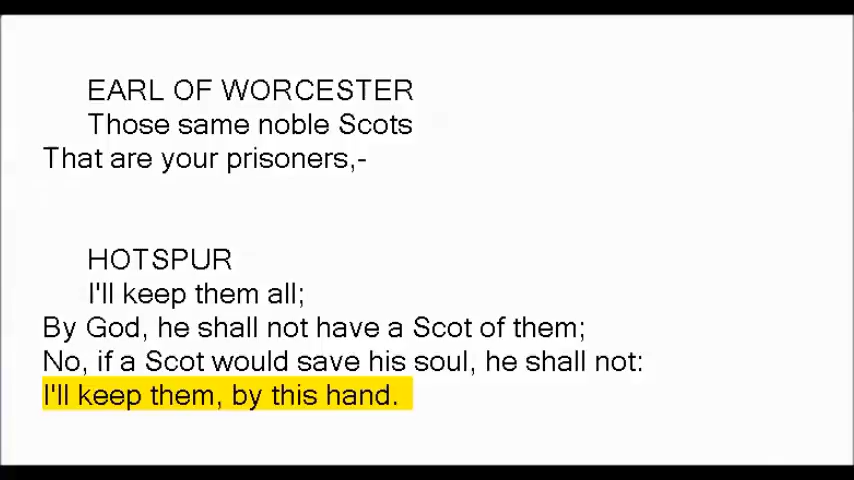 EARL OF WORCESTER
Those same noble Scots
That are your prisoners,-
HOTSPUR
I'll keep them all;
By God, he shall not have a Scot of them;
No, if a Scot would save his soul, he shall not:
I'll keep them, by this hand.